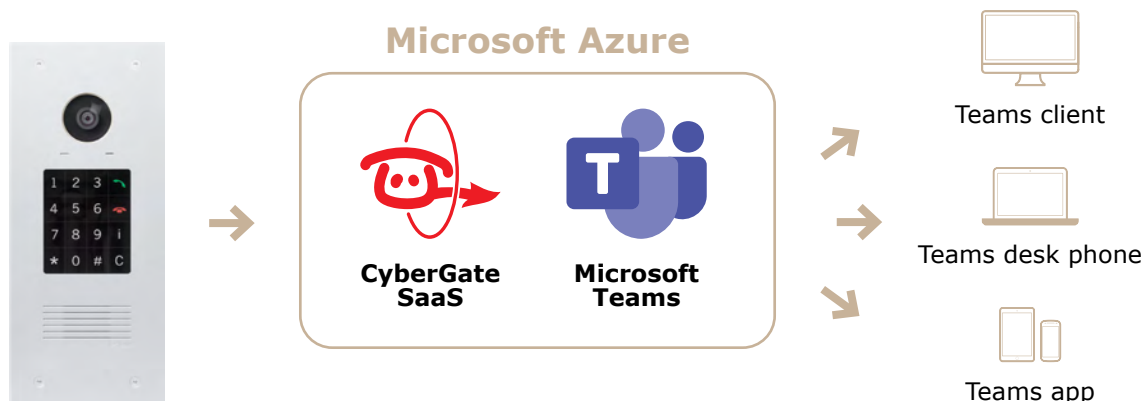 Microsoft Azure
1 2 3
4 5 6
7 8 9 i
* 0 # C
T
CyberGate
SaaS
Microsoft
Teams
Teams client
Teams desk phone
Teams app